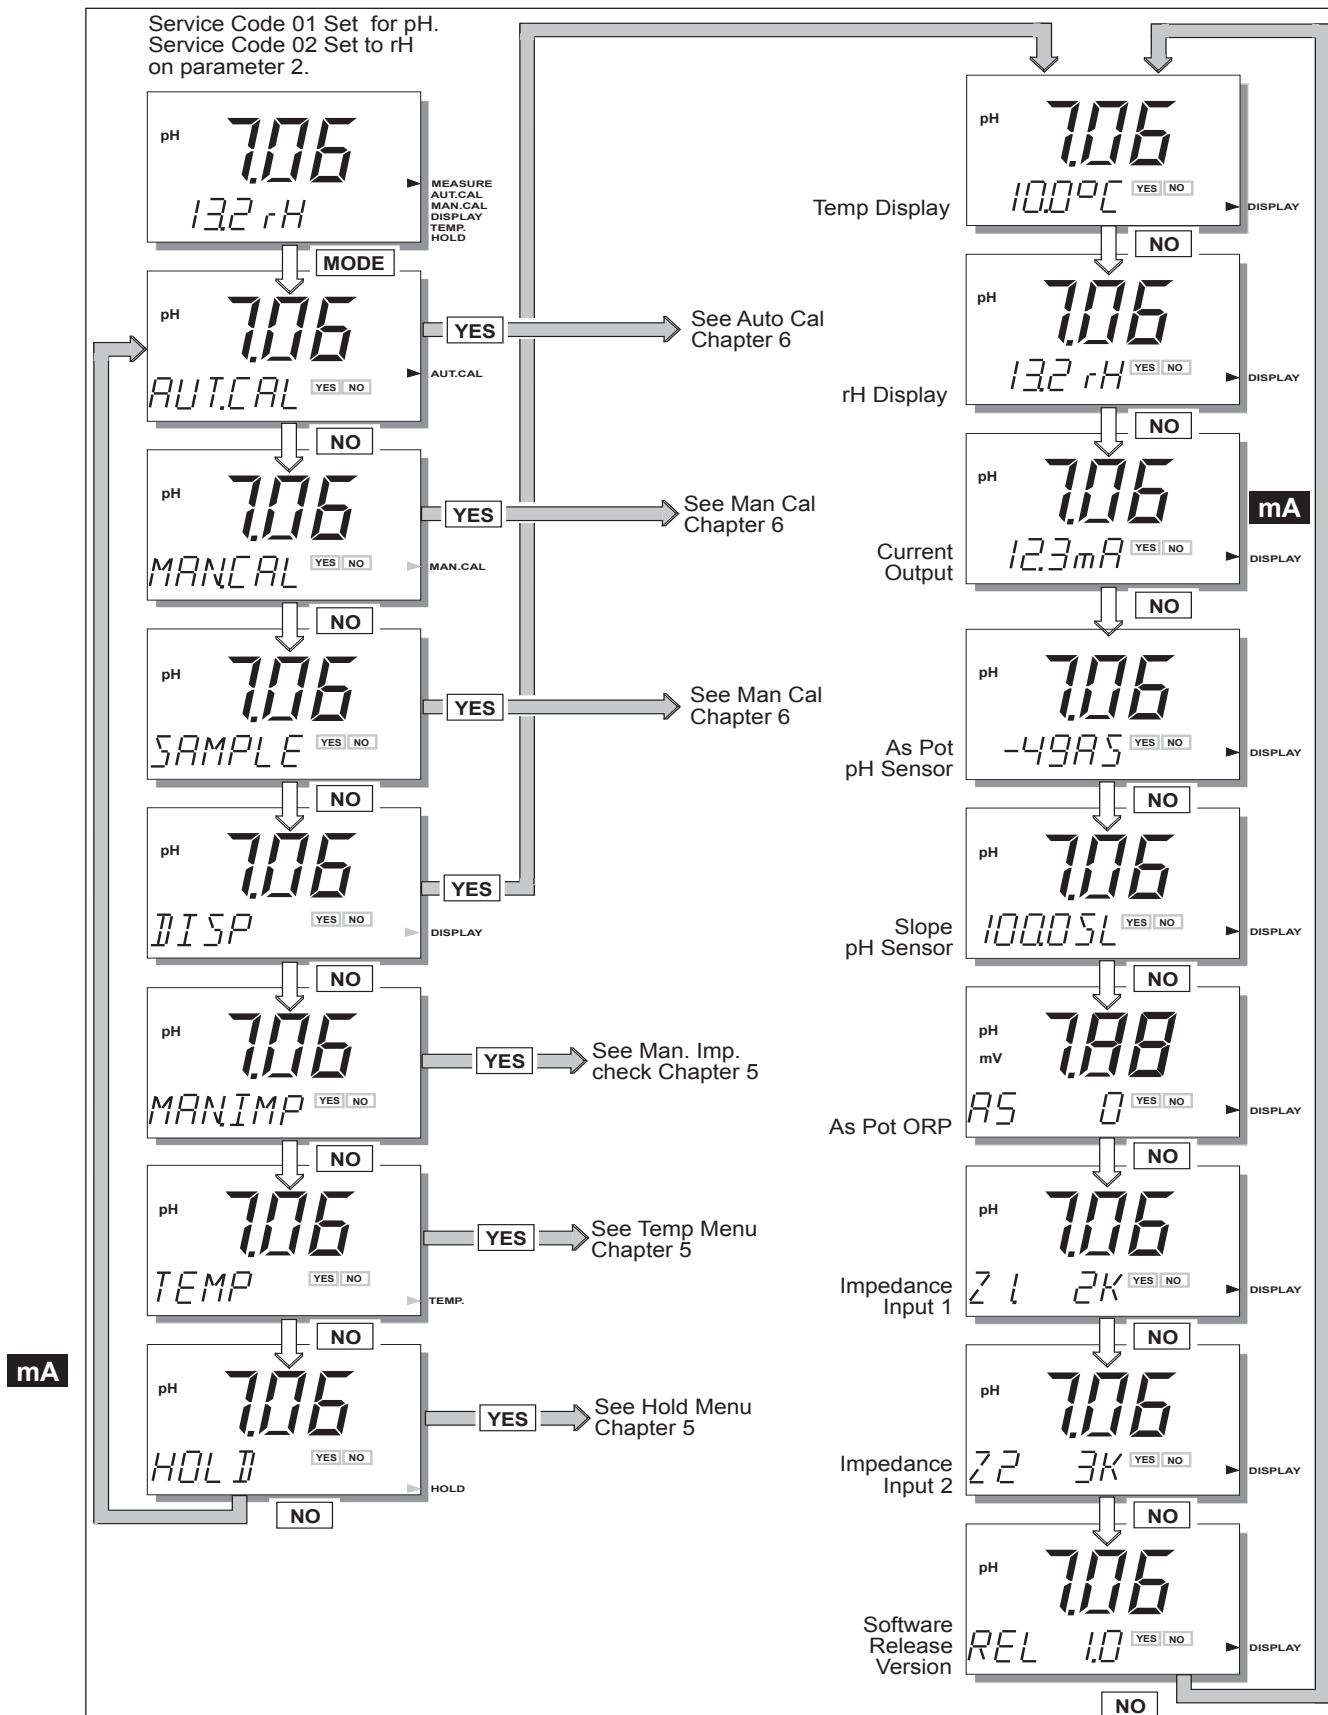 Service Code 01 Set for pH.
Service Code 02 Set to rH
on parameter 2.
pH
7.06
13.2 rH
MEASURE
AUT.CAL
MAN.CAL
DISPLAY
TEMP.
HOLD
MODE
pH
7.06
AUT.CAL
YES NO
AUT.CAL
YES
See Auto Cal
Chapter 6
NO
pH
7.06
MAN.CAL
YES NO
MAN.CAL
YES
See Man Cal
Chapter 6
NO
pH
7.06
SAMPLE
YES NO
YES
See Man Cal
Chapter 6
NO
pH
7.06
DISP
YES NO
DISPLAY
YES
NO
pH
7.06
MAN.IMP
YES NO
YES
See Man. Imp.
check Chapter 5
NO
pH
7.06
TEMP
YES NO
TEMP.
YES
See Temp Menu
Chapter 5
NO
mA
pH
7.06
HOLD
YES NO
HOLD
YES
See Hold Menu
Chapter 5
NO
Temp Display
pH
7.06
10.0°C
YES NO
DISPLAY
NO
rH Display
pH
7.06
13.2 rH
YES NO
DISPLAY
NO
Current
Output
pH
7.06
12.3mA
YES NO
DISPLAY
mA
NO
As Pot
pH Sensor
pH
7.06
-49AS
YES NO
DISPLAY
NO
Slope
pH Sensor
pH
7.06
100.0SL
YES NO
DISPLAY
NO
As Pot ORP
pH
mV
7.88
AS 0
YES NO
DISPLAY
NO
Impedance
Input 1
pH
7.06
Z1. 2K
YES NO
DISPLAY
NO
Impedance
Input 2
pH
7.06
Z2 3K
YES NO
DISPLAY
NO
Software
Release
Version
pH
7.06
REL 1.0
YES NO
DISPLAY
NO